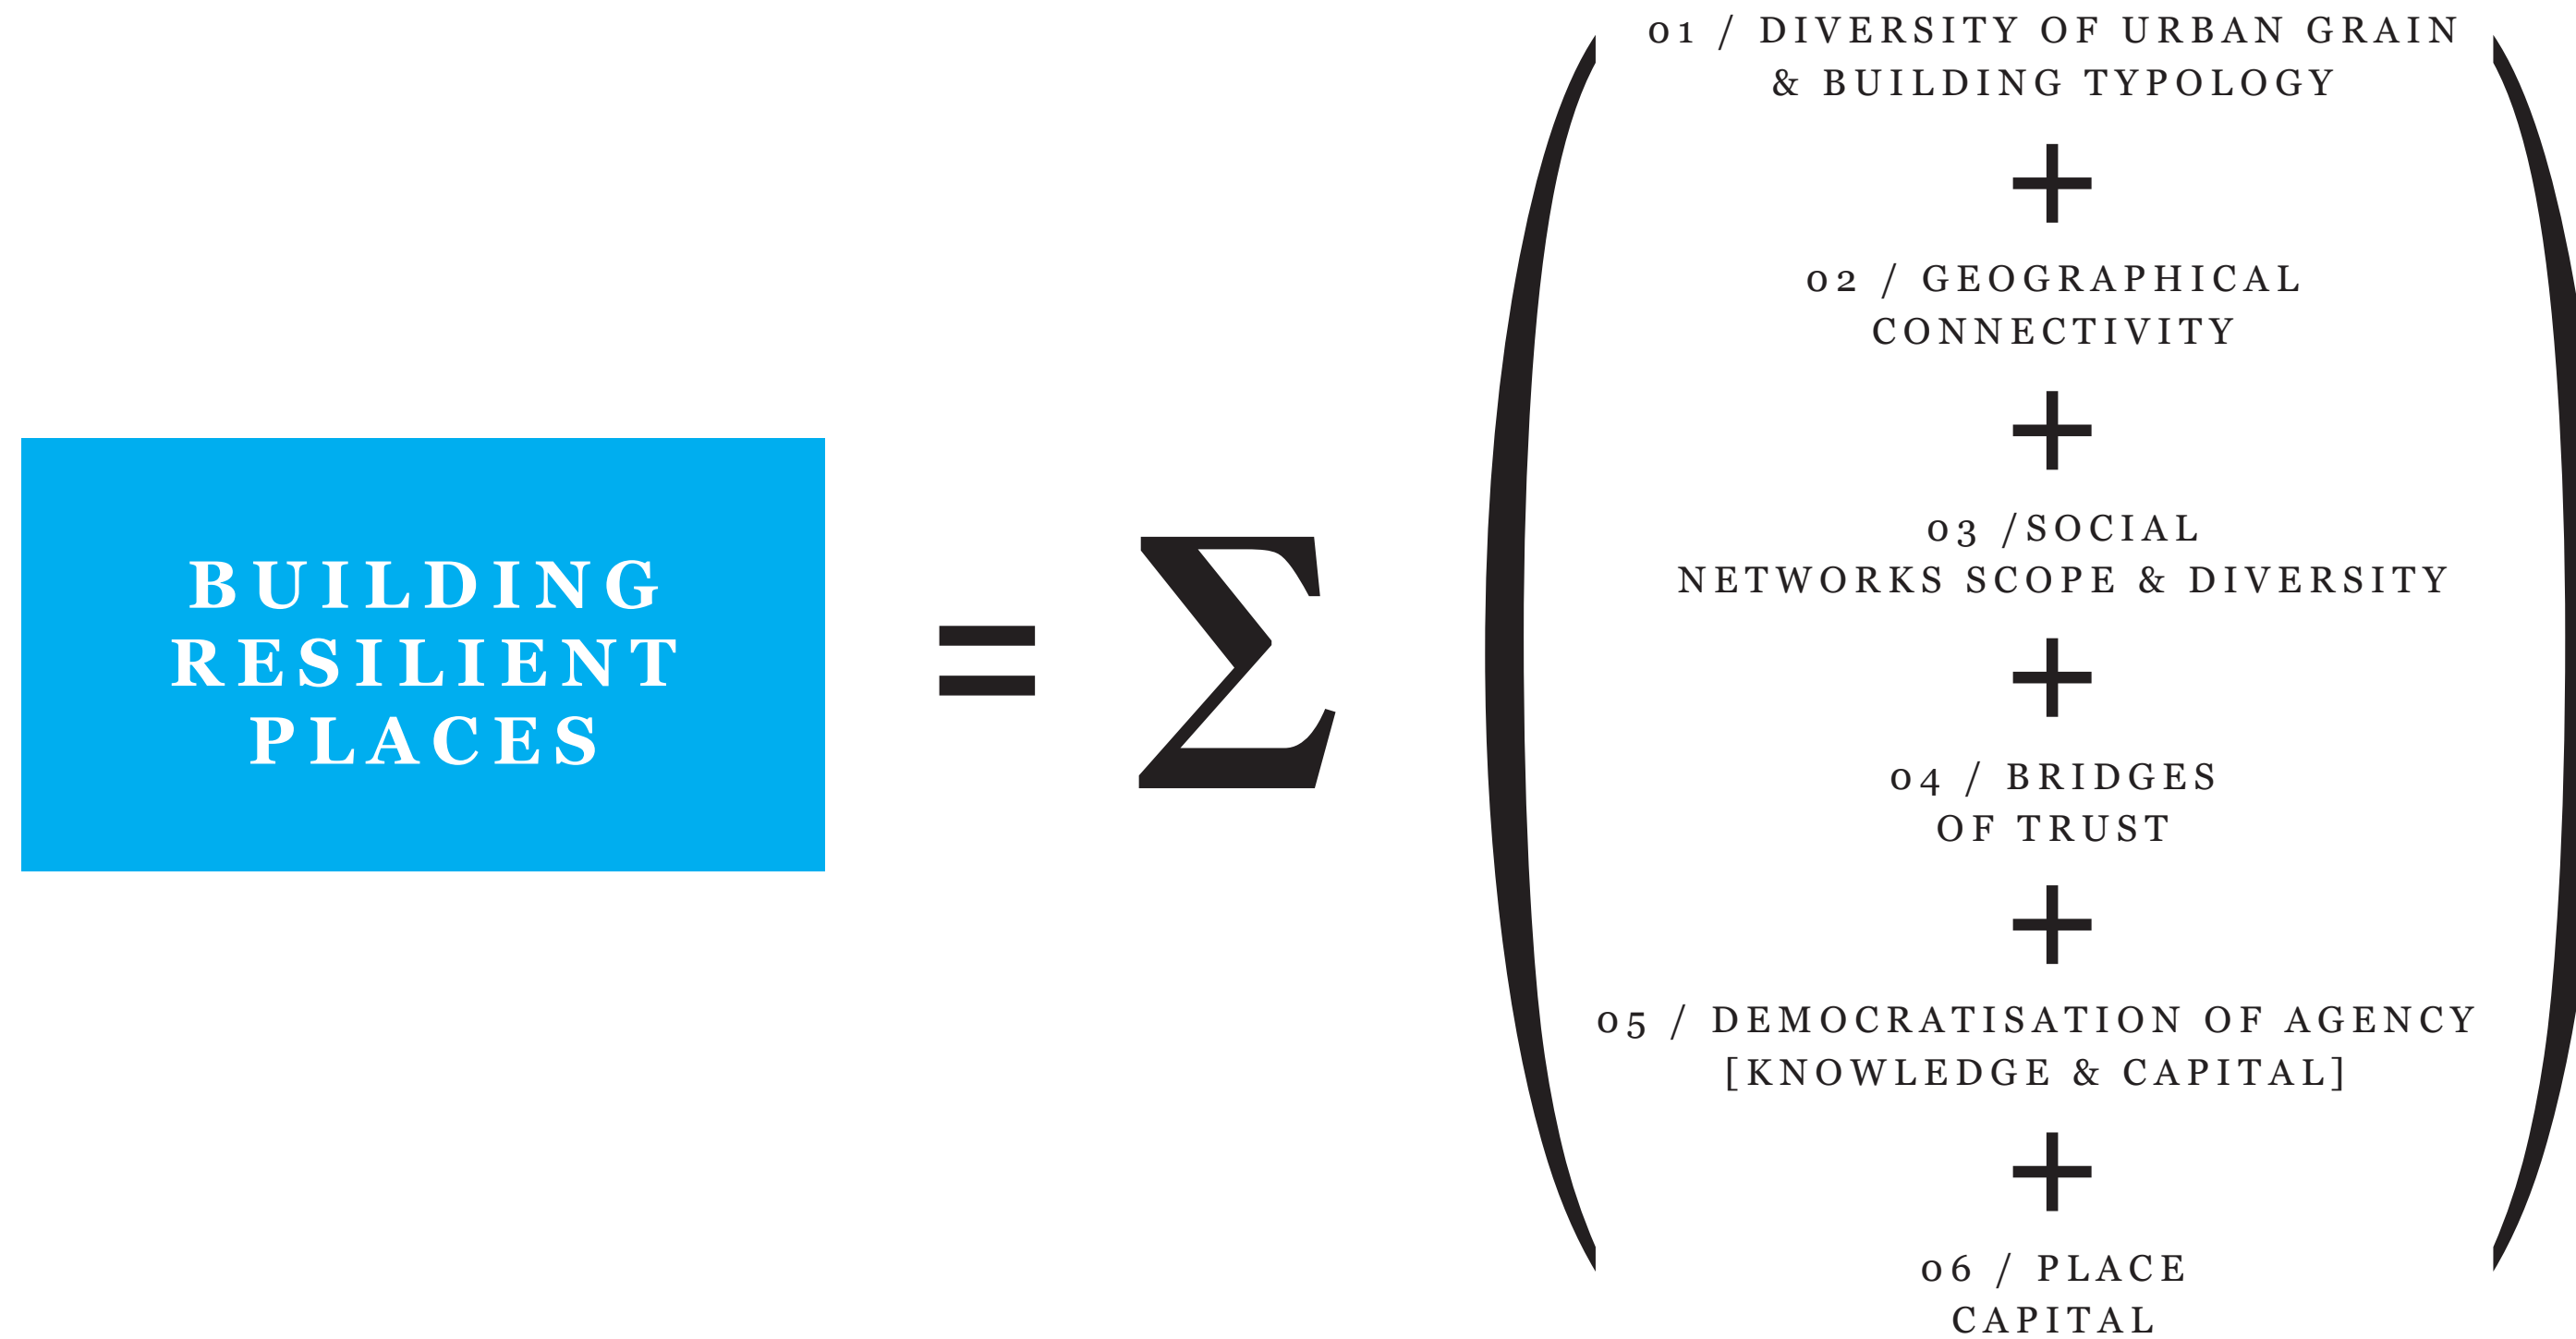 BUILDING
RESILIENT
PLACES
=
Σ
(
01 / DIVERSITY OF URBAN GRAIN
& BUILDING TYPOLOGY
+
02 / GEOGRAPHICAL
CONNECTIVITY
+
03 /SOCIAL
NETWORKS SCOPE & DIVERSITY
+
04 / BRIDGES
OF TRUST
+
05 / DEMOCRATISATION OF AGENCY
[KNOWLEDGE & CAPITAL]
+
06 / PLACE
CAPITAL
)